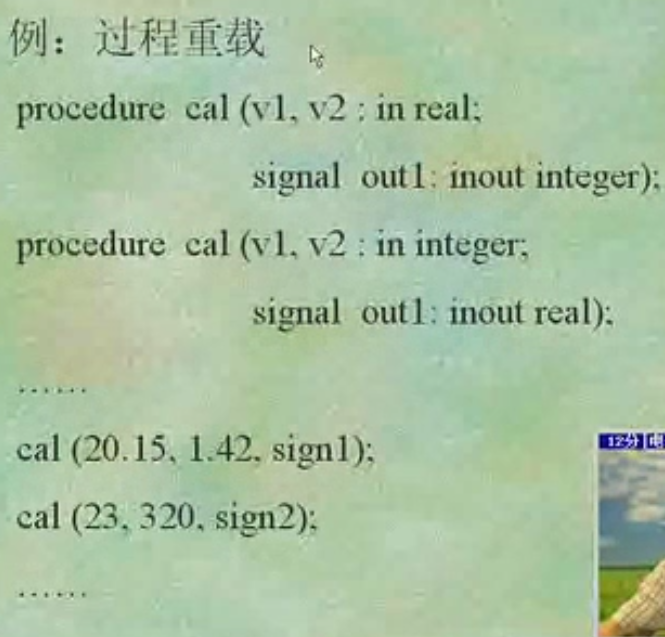 例：过程重载
procedure cal (v1, v2 : in real;
signal out1: inout integer);
procedure cal (v1, v2 : in integer;
signal out1: inout real);
……
cal (20.15, 1.42, sign1);
cal (23, 320, sign2);
……
12分